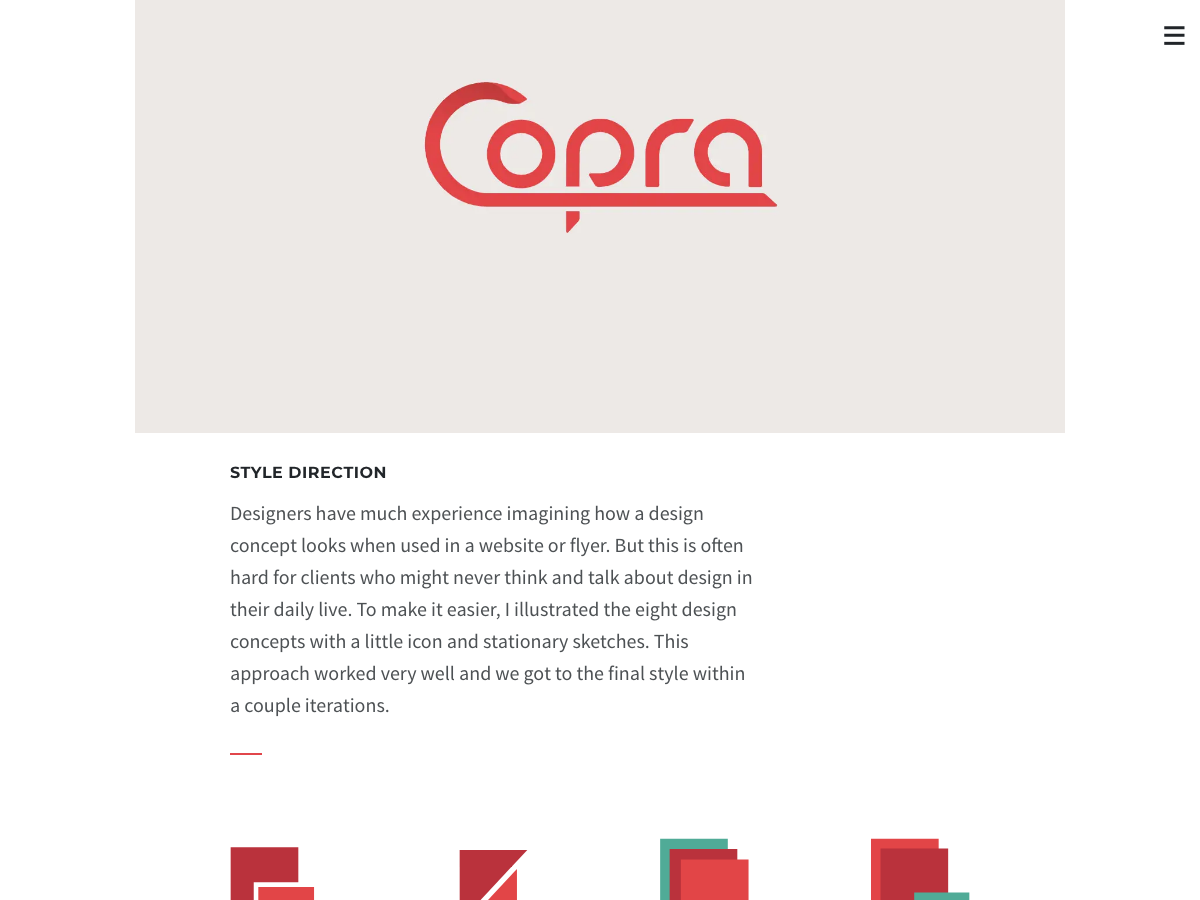 Copra
STYLE DIRECTION
Designers have much experience imagining how a design
concept looks when used in a website or flyer. But this is often
hard for clients who might never think and talk about design in
their daily live. To make it easier, I illustrated the eight design
concepts with a little icon and stationary sketches. This
approach worked very well and we got to the final style within
a couple iterations.